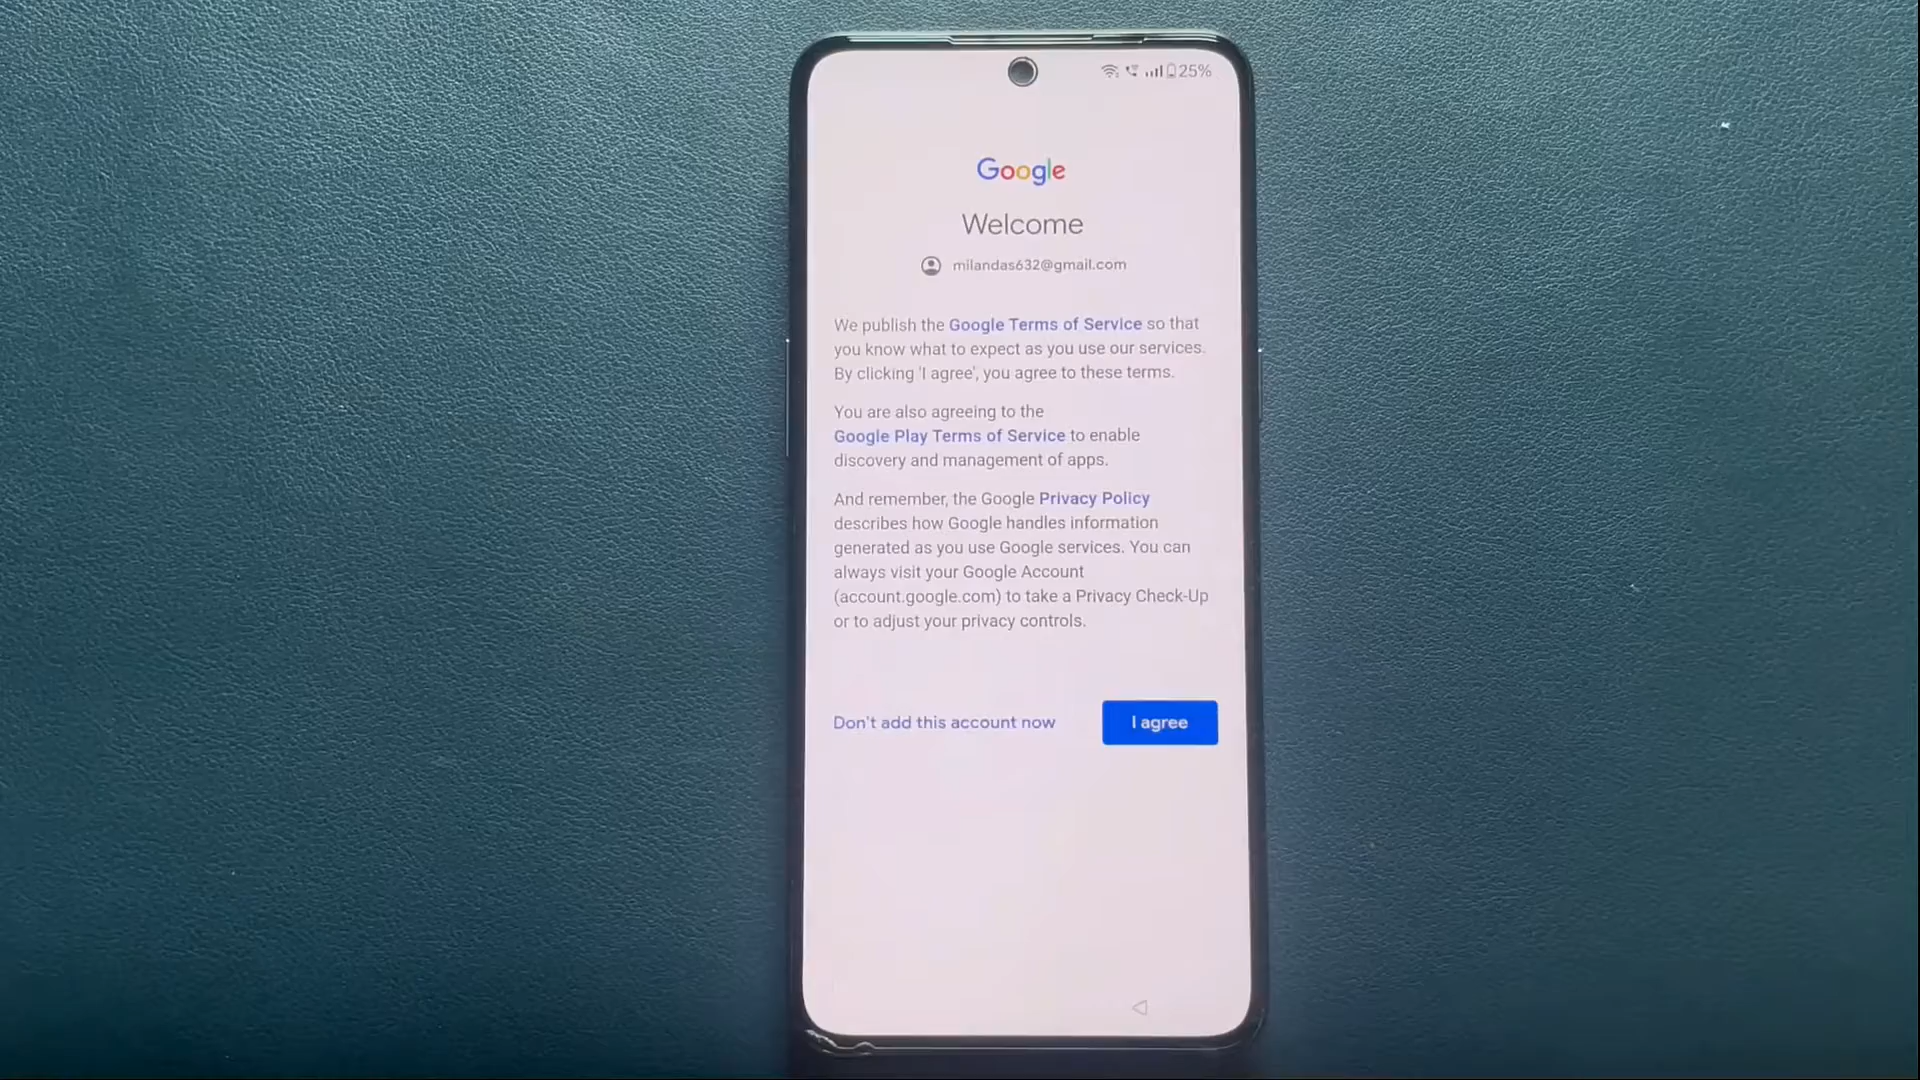 25%
Google
Welcome
milandas632@gmail.com
We publish the Google Terms of Service so that
you know what to expect as you use our services.
By clicking 'I agree', you agree to these terms.
You are also agreeing to the
Google Play Terms of Service to enable
discovery and management of apps.
And remember, the Google Privacy Policy
describes how Google handles information
generated as you use Google services. You can
always visit your Google Account
(account.google.com) to take a Privacy Check-Up
or to adjust your privacy controls.
Don't add this account now
I agree